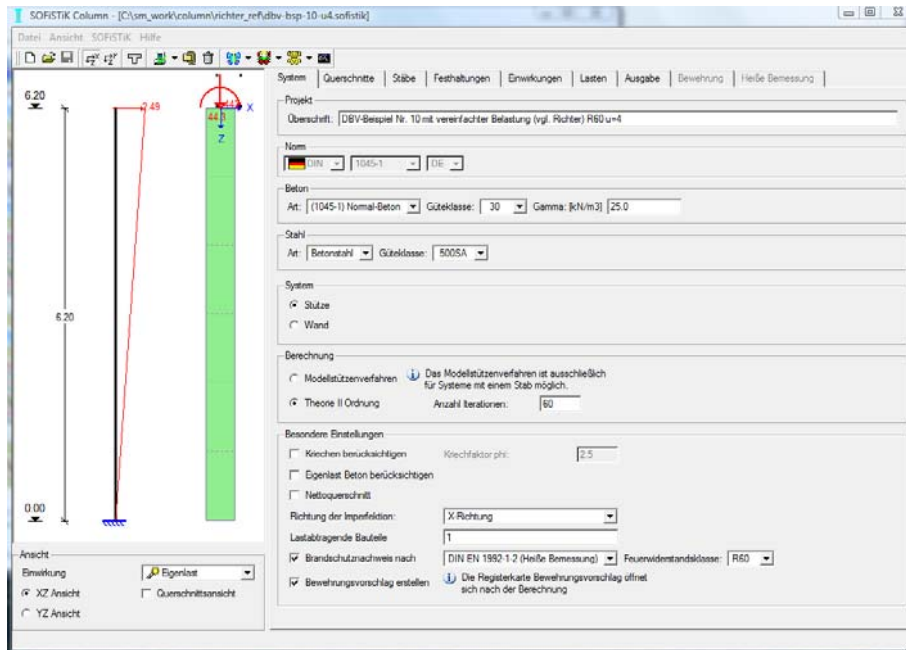 SOFiSTiK Column - [C:\sm_work\column\richter_ref\dbv-bsp-10-u4.sofistik]
Datei Ansicht SOFiSTiK Hilfe
System Querschnitte Stäbe Festhaltungen Einwirkungen Lasten Ausgabe Bewehrung Heiße Bemessung
6.20
2.49
X
Z
6.20
0.00
Projekt
Überschrift: DBV-Beispiel Nr. 10 mit vereinfachter Belastung (vgl. Richter) R60 u=4
Norm
DIN 1045-1 DE
Beton
Art: (1045-1) Normal-Beton Güteklasse: 30 Gamma: [kN/m3] 25.0
Stahl
Art: Betonstahl Güteklasse: 500SA
System
Stütze
Wand
Berechnung
Modellstützenverfahren Das Modellstützenverfahren ist ausschließlich
für Systeme mit einem Stab möglich.
Theorie II Ordnung Anzahl Iterationen: 60
Besondere Einstellungen
Kriechen berücksichtigen Kriechfaktor phi: 2.5
Eigenlast Beton berücksichtigen
Nettoquerschnitt
Richtung der Imperfektion: X-Richtung
Lastabtragende Bauteile 1
Brandschutznachweis nach DIN EN 1992-1-2 (Heiße Bemessung) Feuerwiderstandsklasse: R60
Bewehrungsvorschlag erstellen Die Registerkarte Bewehrungsvorschlag öffnet
sich nach der Berechnung
Ansicht
Einwirkung Eigenlast
XZ Ansicht Querschnittsansicht
YZ Ansicht